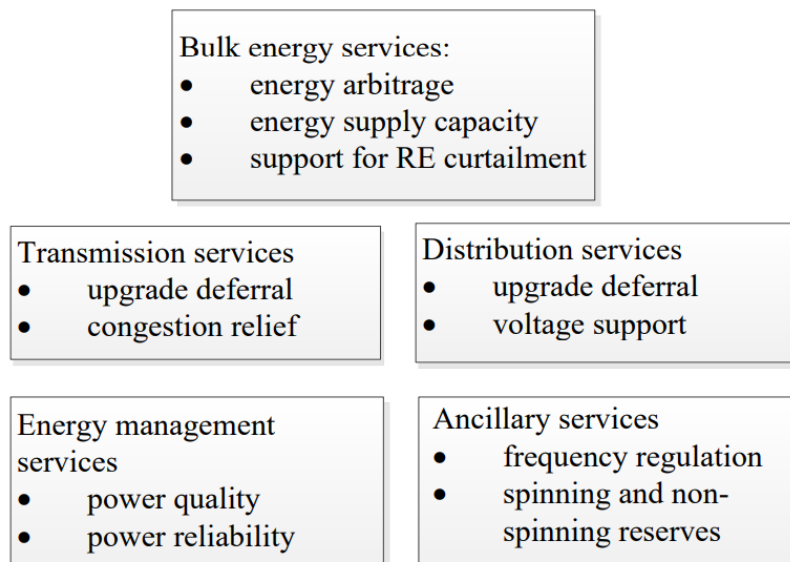 Bulk energy services:
• energy arbitrage
• energy supply capacity
• support for RE curtailment
Transmission services
• upgrade deferral
• congestion relief
Distribution services
• upgrade deferral
• voltage support
Energy management
services
• power quality
• power reliability
Ancillary services
• frequency regulation
• spinning and non-
spinning reserves